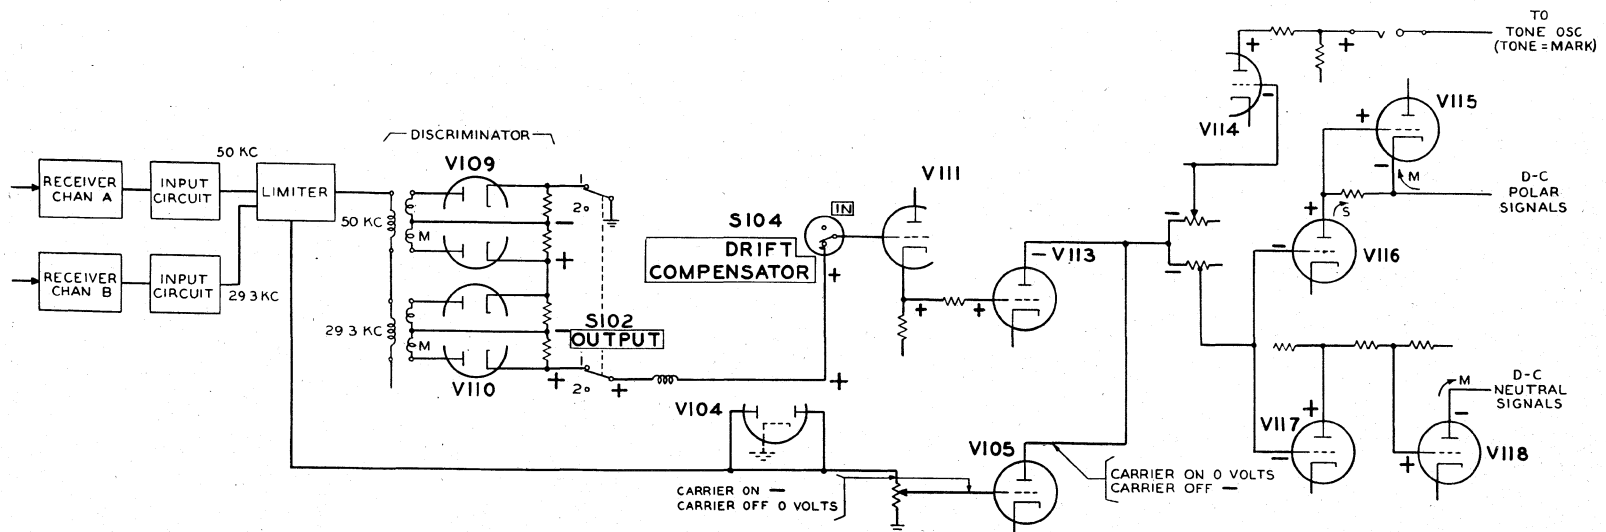 TO
TONE OSC
(TONE=MARK)
+
+
V114
−
V115
+
−
M
D-C
POLAR
SIGNALS
S
+
−
V116
DISCRIMINATOR
50 KC
V109
RECEIVER
CHAN A
INPUT
CIRCUIT
LIMITER
50 KC
M
1
2
−
+
V111
IN
S104
DRIFT
COMPENSATOR
+
−
−
− V113
+
+
RECEIVER
CHAN B
INPUT
CIRCUIT
29.3 KC
29.3 KC
M
−
S102
OUTPUT
1
2
+
+
+
V110
V104
D-C
NEUTRAL
SIGNALS
M
−
+
V117
−
+
V118
V105
CARRIER ON −
CARRIER OFF 0 VOLTS
CARRIER ON 0 VOLTS
CARRIER OFF −